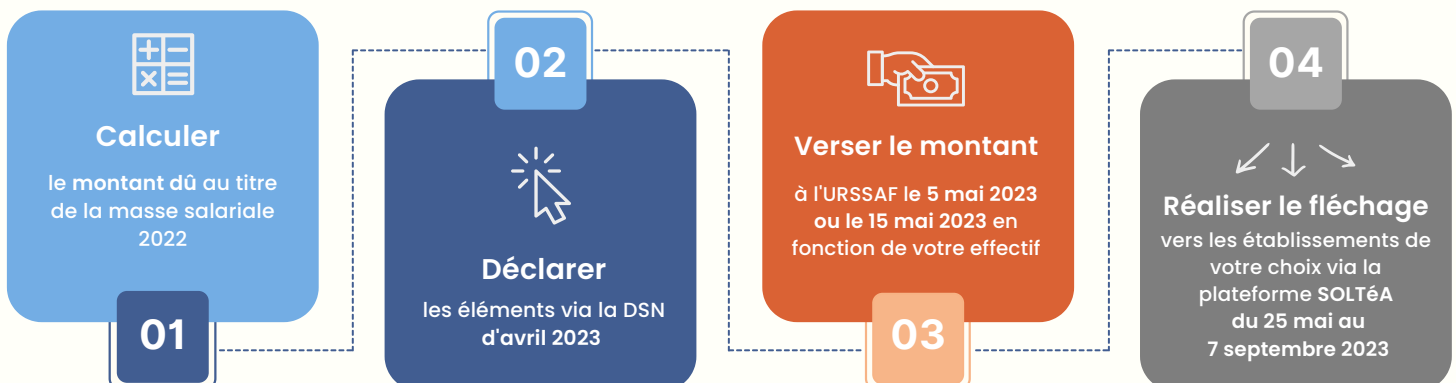 Calculer
le montant dû au titre
de la masse salariale
2022
01
02
Déclarer
les éléments via la DSN
d'avril 2023
Verser le montant
à l'URSSAF le 5 mai 2023
ou le 15 mai 2023 en
fonction de votre effectif
03
04
Réaliser le fléchage
vers les établissements de
votre choix via la
plateforme SOLTéA
du 25 mai au
7 septembre 2023